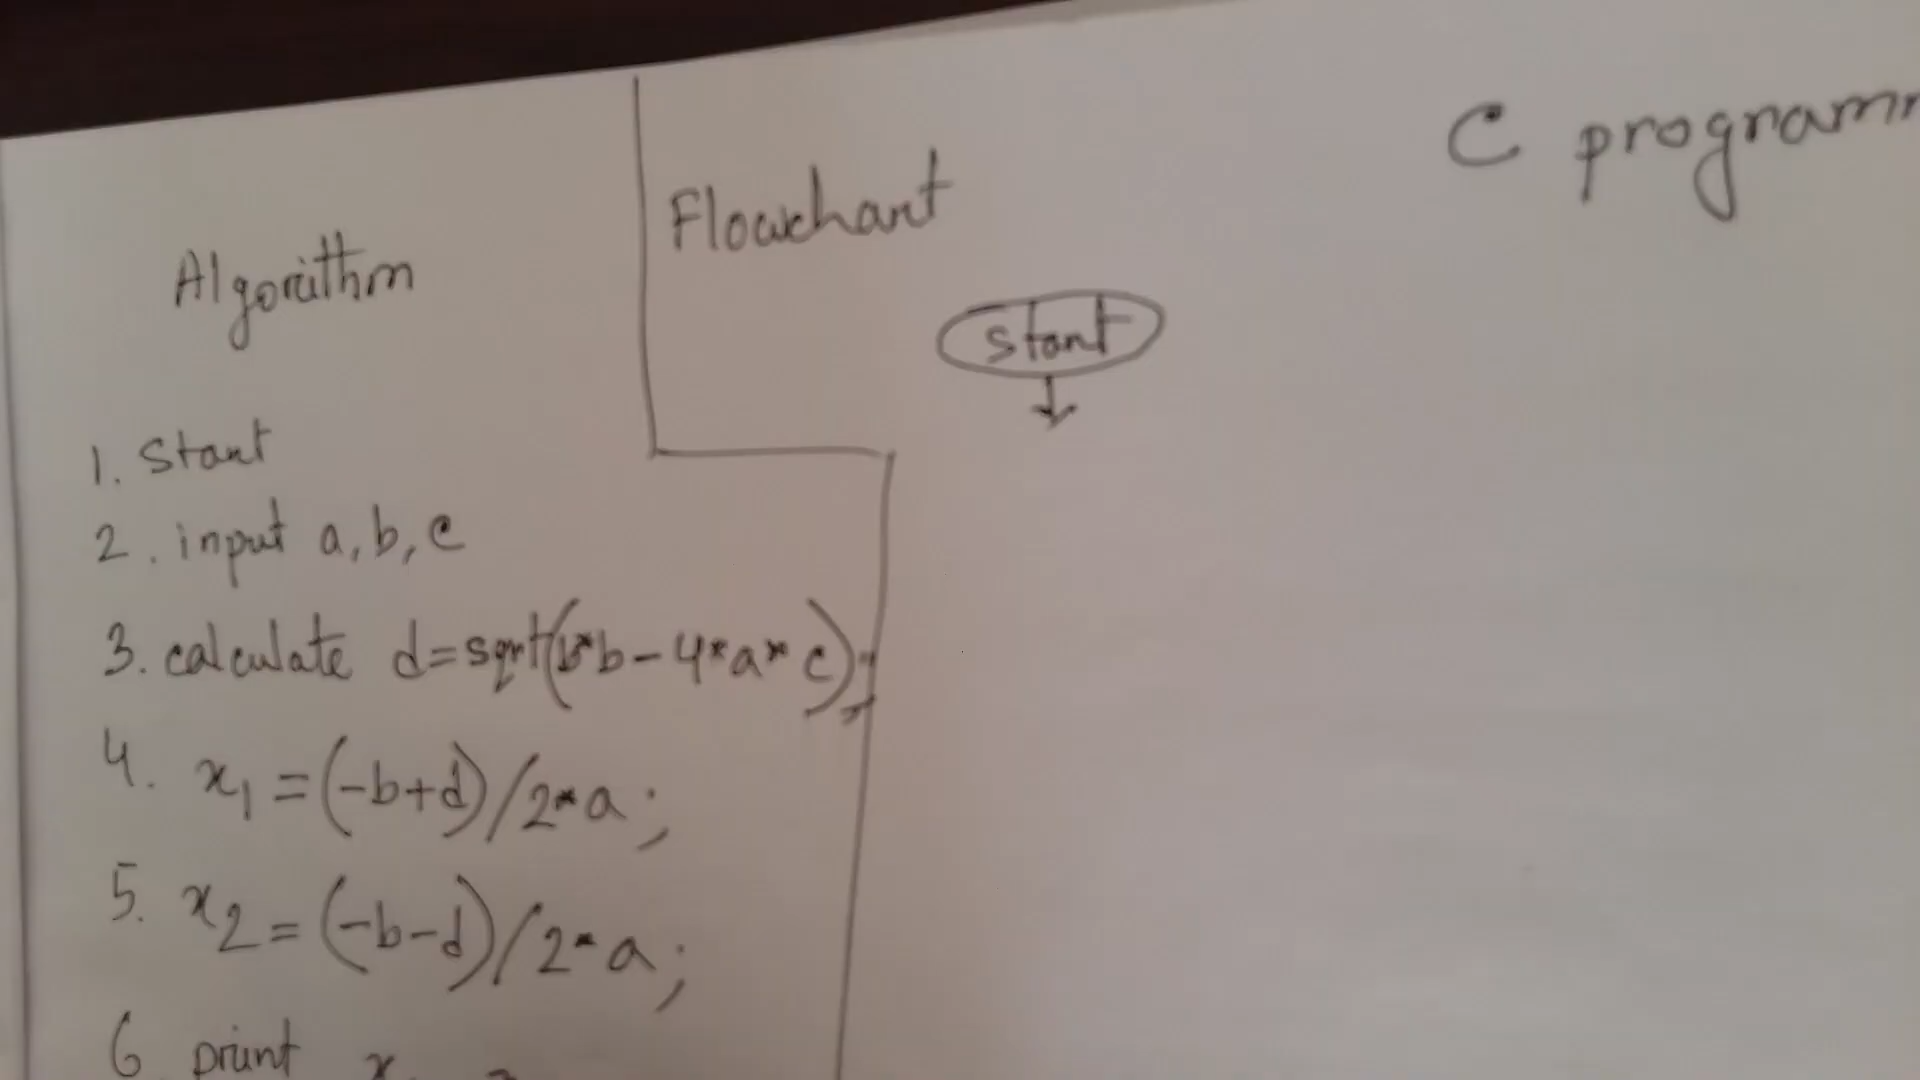 Algorithm
1. Start
2. input a, b, c
3. calculate d=sqrt(b*b-4*a*c);
4. x1=(-b+d)/2*a;
5. x2=(-b-d)/2*a;
6 print x
Flowchart
Start
C program